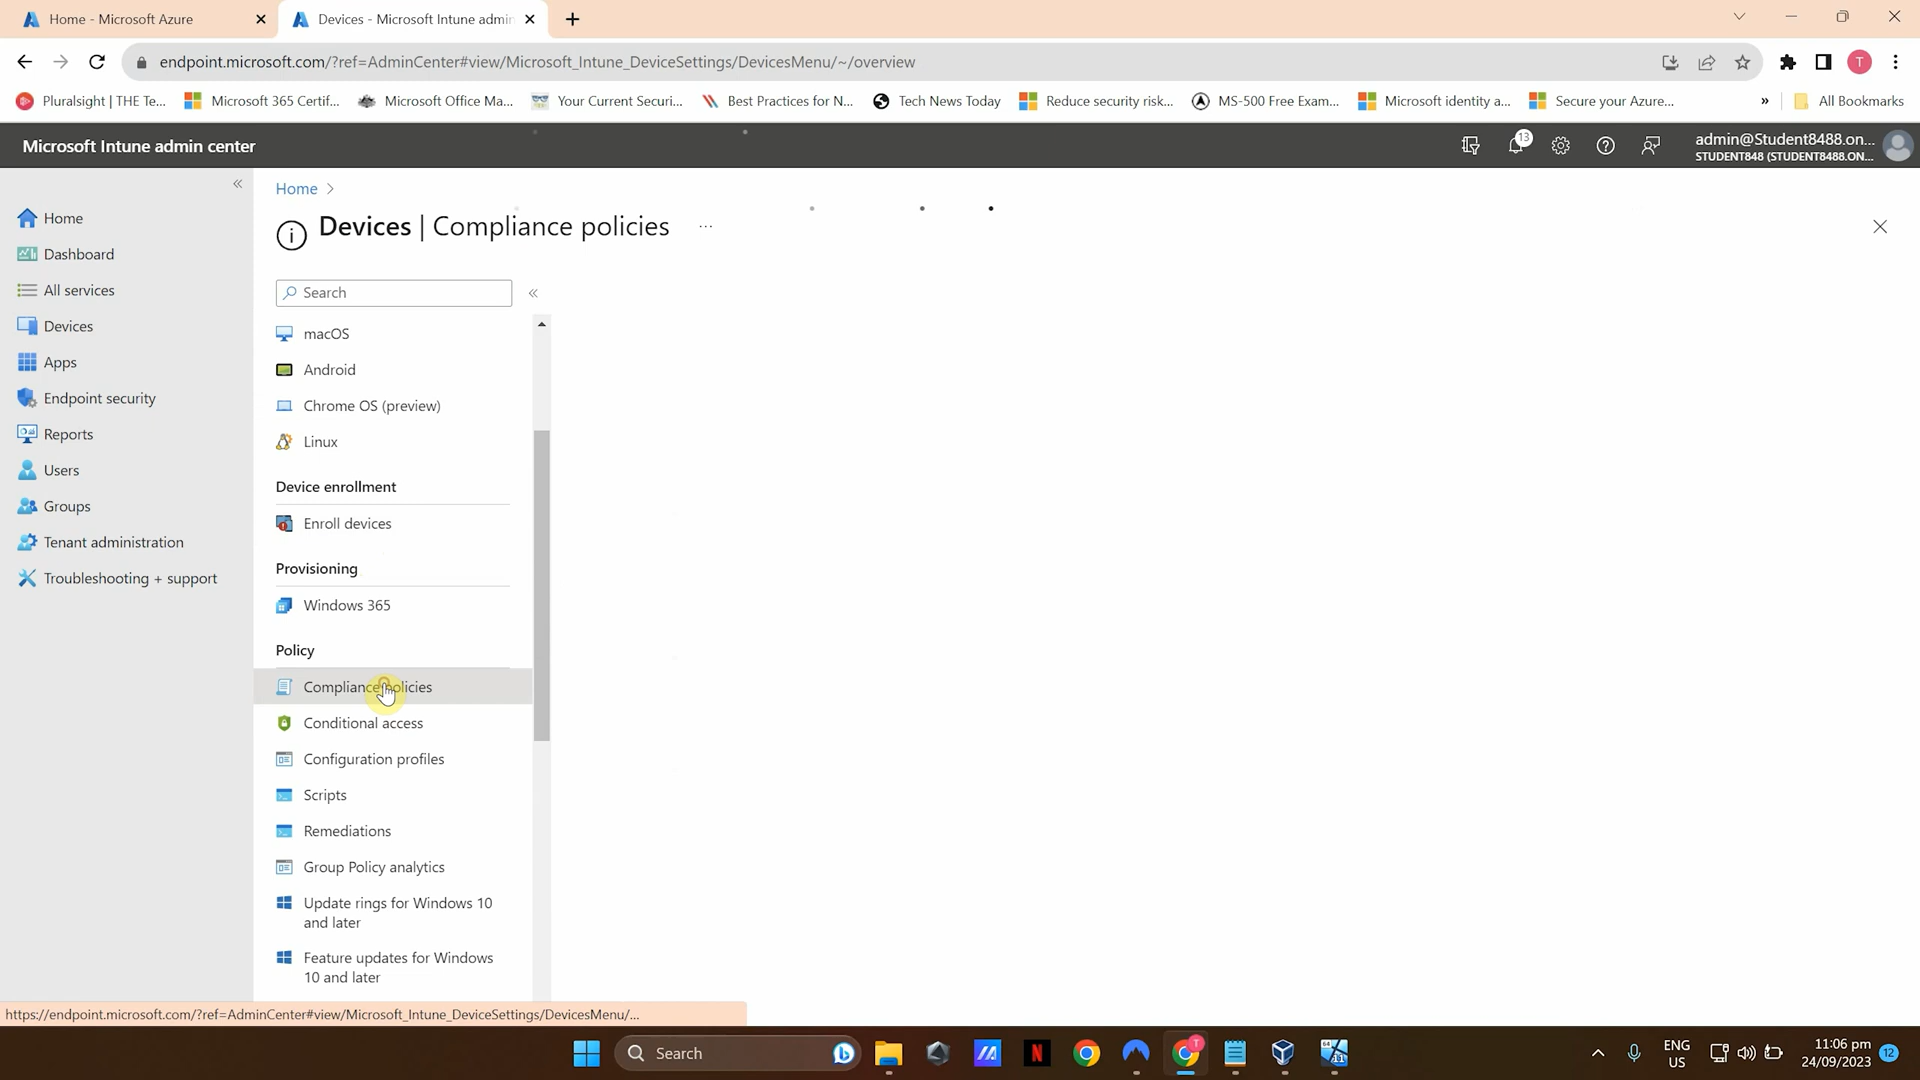 Home - Microsoft Azure
Devices - Microsoft Intune admin
endpoint.microsoft.com/?ref=AdminCenter#view/Microsoft_Intune_DeviceSettings/DevicesMenu/~/overview
T
Pluralsight | THE Te...
Microsoft 365 Certif...
Microsoft Office Ma...
Your Current Securi...
Best Practices for N...
Tech News Today
Reduce security risk...
MS-500 Free Exam...
Microsoft identity a...
Secure your Azure...
»
All Bookmarks
Microsoft Intune admin center
13
admin@Student8488.on...
STUDENT848 (STUDENT8488.ON...
Home
Dashboard
All services
Devices
Apps
Endpoint security
Reports
Users
Groups
Tenant administration
Troubleshooting + support
Home >
Devices | Compliance policies ...
Search
macOS
Android
Chrome OS (preview)
Linux
Device enrollment
Enroll devices
Provisioning
Windows 365
Policy
Compliance policies
Conditional access
Configuration profiles
Scripts
Remediations
Group Policy analytics
Update rings for Windows 10
and later
Feature updates for Windows
10 and later
https://endpoint.microsoft.com/?ref=AdminCenter#view/Microsoft_Intune_DeviceSettings/DevicesMenu/...
Search
N
T
64
11
ENG
US
11:06 pm
24/09/2023
12